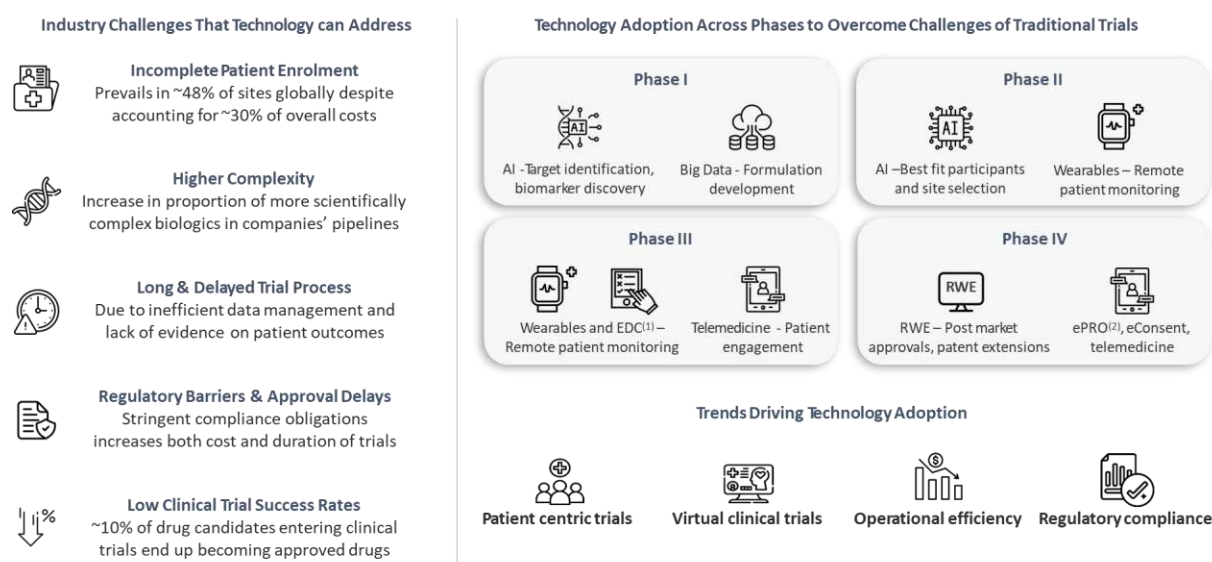 Industry Challenges That Technology can Address
Incomplete Patient Enrolment
Prevails in ~48% of sites globally despite
accounting for ~30% of overall costs
Higher Complexity
Increase in proportion of more scientifically
complex biologics in companies' pipelines
Long & Delayed Trial Process
Due to inefficient data management and
lack of evidence on patient outcomes
Regulatory Barriers & Approval Delays
Stringent compliance obligations
increases both cost and duration of trials
%
Low Clinical Trial Success Rates
~10% of drug candidates entering clinical
trials end up becoming approved drugs
Technology Adoption Across Phases to Overcome Challenges of Traditional Trials
Phase I
AI
AI -Target identification,
biomarker discovery
Big Data - Formulation
development
Phase II
AI
AI –Best fit participants
and site selection
Wearables – Remote
patient monitoring
Phase III
Wearables and EDC(1) –
Remote patient monitoring
Telemedicine - Patient
engagement
Phase IV
RWE
RWE – Post market
approvals, patent extensions
ePRO(2), eConsent,
telemedicine
Trends Driving Technology Adoption
Patient centric trials
Virtual clinical trials
$
Operational efficiency
Regulatory compliance